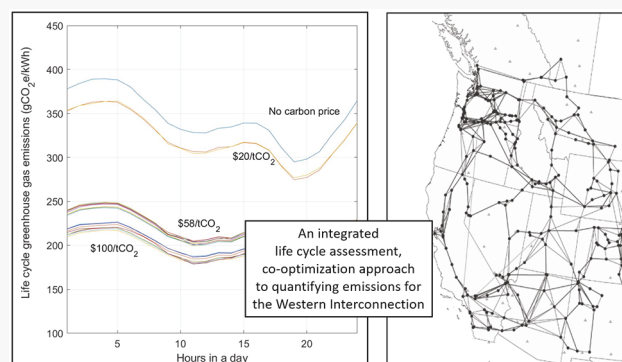 450
400
350
300
250
200
150
100
Life cycle greenhouse gas emissions (gCO2e/kWh)
No carbon price
$20/tCO2
$58/tCO2
$100/tCO2
5
10
15
20
Hours in a day
An integrated
life cycle assessment,
co-optimization approach
to quantifying emissions for
the Western Interconnection